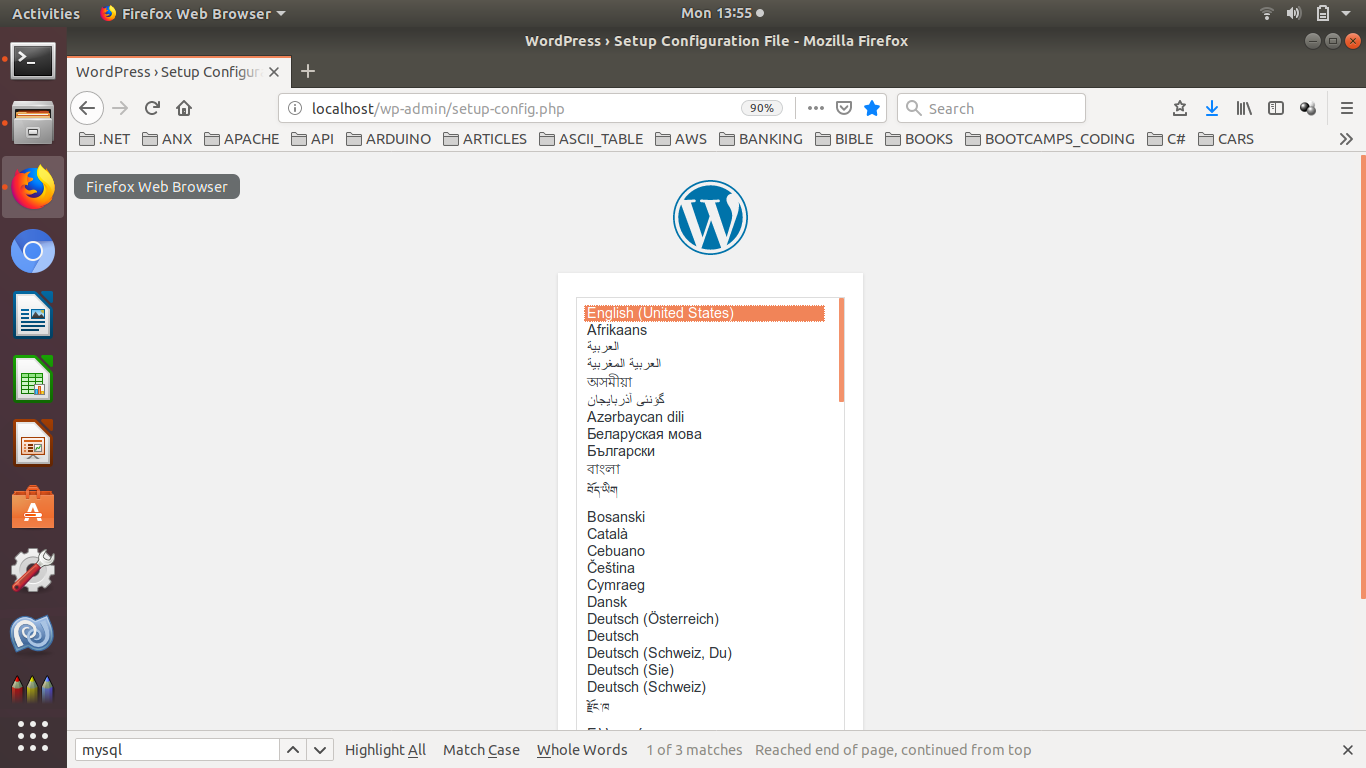 Activities Firefox Web Browser Mon 13:55
WordPress › Setup Configuration File - Mozilla Firefox
WordPress › Setup Configur
localhost/wp-admin/setup-config.php 90% Search
.NET ANX APACHE API ARDUINO ARTICLES ASCII_TABLE AWS BANKING BIBLE BOOKS BOOTCAMPS_CODING C# CARS
Firefox Web Browser
English (United States)
Afrikaans
العربية
العربية المغربية
অসমীয়া
گؤنئی آذربایجان
Azərbaycan dili
Беларуская мова
Български
বাংলা
བོད་ཡིག
Bosanski
Català
Cebuano
Čeština
Cymraeg
Dansk
Deutsch (Österreich)
Deutsch
Deutsch (Schweiz, Du)
Deutsch (Sie)
Deutsch (Schweiz)
རྫོང་ཁ
mysql Highlight All Match Case Whole Words 1 of 3 matches Reached end of page, continued from top